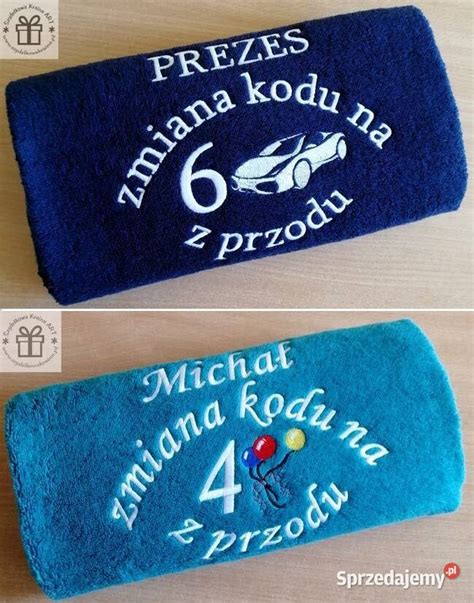 PREZES
zmiana kodu na
6
z przodu
Michał
zmiana kodu na
4
z przodu
Sprzedajemy.pl